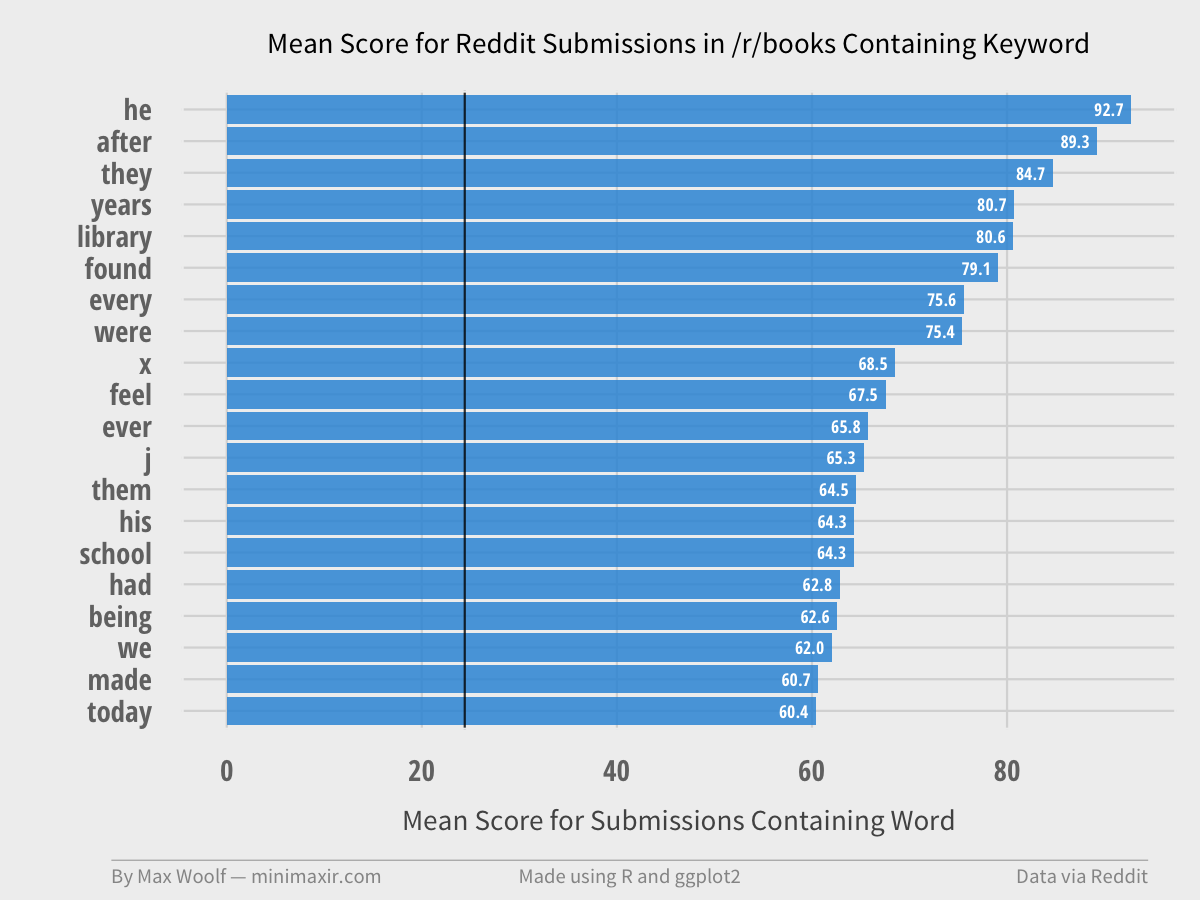 Mean Score for Reddit Submissions in /r/books Containing Keyword
he 92.7
after 89.3
they 84.7
years 80.7
library 80.6
found 79.1
every 75.6
were 75.4
x 68.5
feel 67.5
ever 65.8
j 65.3
them 64.5
his 64.3
school 64.3
had 62.8
being 62.6
we 62.0
made 60.7
today 60.4
0 20 40 60 80
Mean Score for Submissions Containing Word
By Max Woolf — minimaxir.com Made using R and ggplot2 Data via Reddit